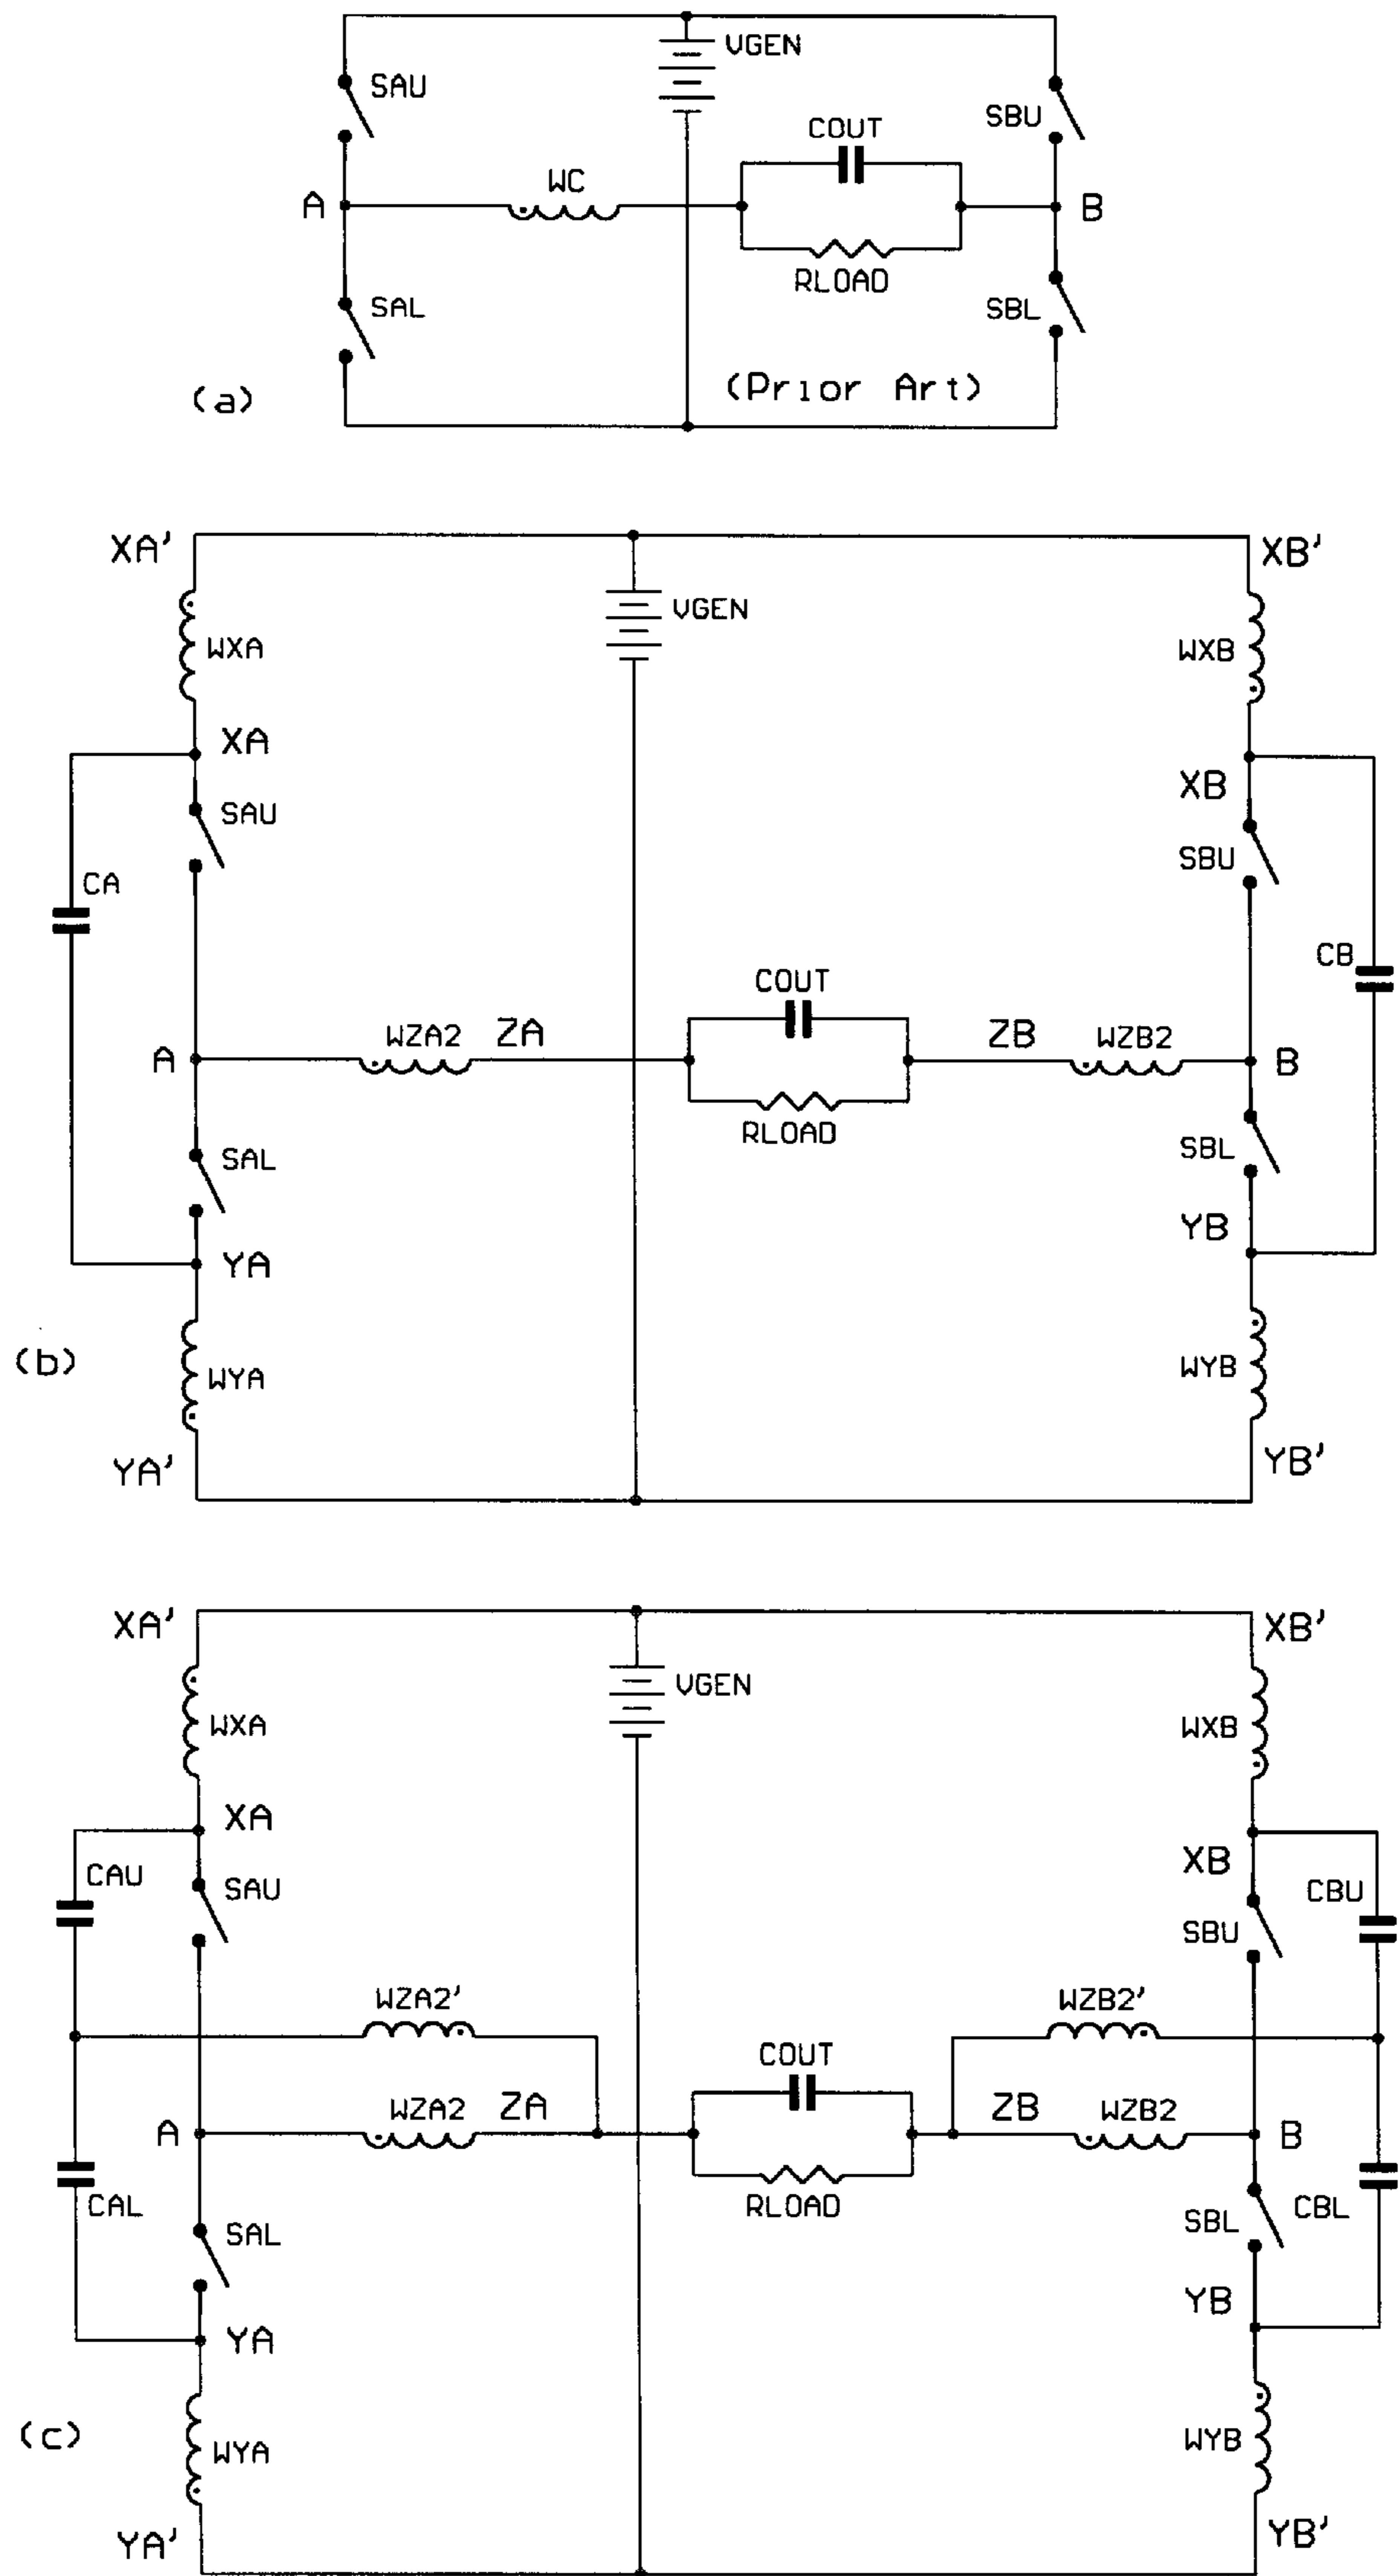 VGEN
SAU
SBU
COUT
WC
A
B
RLOAD
SAL
SBL
(Prior Art)
(a)
XA'
XB'
VGEN
WXA
WXB
XA
XB
SAU
SBU
CA
CB
COUT
WZA2
ZA
ZB
WZB2
A
B
RLOAD
SAL
SBL
YB
YA
(b)
WYA
WYB
YA'
YB'
XA'
XB'
VGEN
WXA
WXB
XA
XB
CAU
SAU
CBU
SBU
WZA2'
WZB2'
COUT
WZA2
ZA
ZB
WZB2
A
B
RLOAD
CAL
SAL
SBL
CBL
YB
YA
(c)
WYA
WYB
YA'
YB'